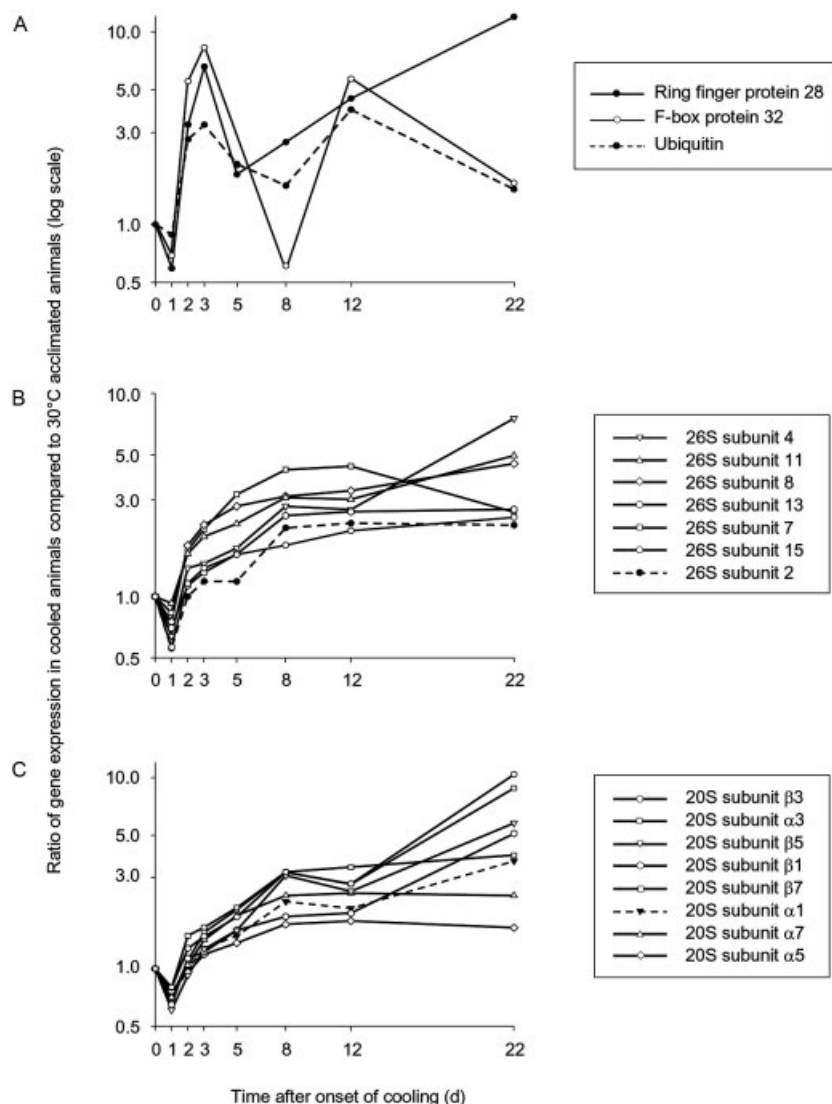 A
10.0
5.0
3.0
1.0
0.5
0 1 2 3 5 8 12 22
Ring finger protein 28
F-box protein 32
Ubiquitin
Ratio of gene expression in cooled animals compared to 30°C acclimated animals (log scale)
B
10.0
5.0
3.0
1.0
0.5
0 1 2 3 5 8 12 22
26S subunit 4
26S subunit 11
26S subunit 8
26S subunit 13
26S subunit 7
26S subunit 15
26S subunit 2
C
10.0
5.0
3.0
1.0
0.5
0 1 2 3 5 8 12 22
20S subunit β3
20S subunit α3
20S subunit β5
20S subunit β1
20S subunit β7
20S subunit α1
20S subunit α7
20S subunit α5
Time after onset of cooling (d)